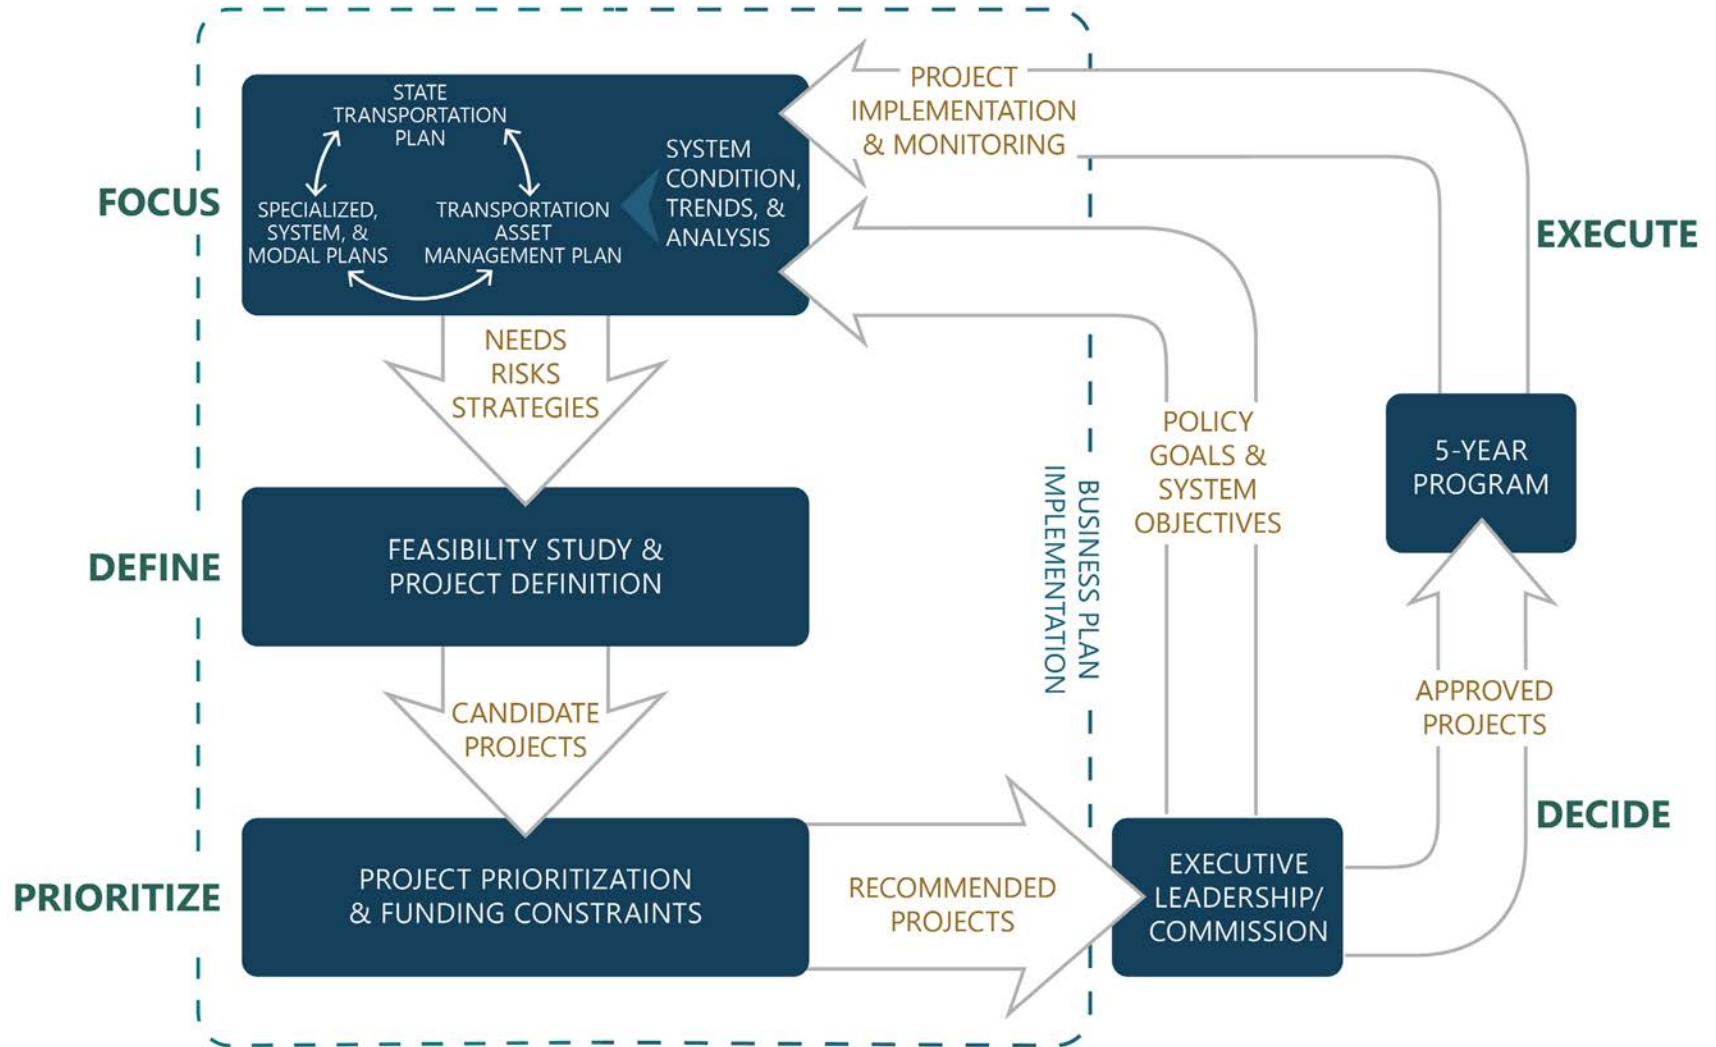 STATE
TRANSPORTATION
PLAN
SPECIALIZED,
SYSTEM, &
MODAL PLANS
TRANSPORTATION
ASSET
MANAGEMENT PLAN
SYSTEM
CONDITION,
TRENDS, &
ANALYSIS
FOCUS
PROJECT
IMPLEMENTATION
& MONITORING
EXECUTE
NEEDS
RISKS
STRATEGIES
DEFINE
FEASIBILITY STUDY &
PROJECT DEFINITION
BUSINESS PLAN
IMPLEMENTATION
POLICY
GOALS &
SYSTEM
OBJECTIVES
5-YEAR
PROGRAM
CANDIDATE
PROJECTS
APPROVED
PROJECTS
DECIDE
PRIORITIZE
PROJECT PRIORITIZATION
& FUNDING CONSTRAINTS
RECOMMENDED
PROJECTS
EXECUTIVE
LEADERSHIP/
COMMISSION